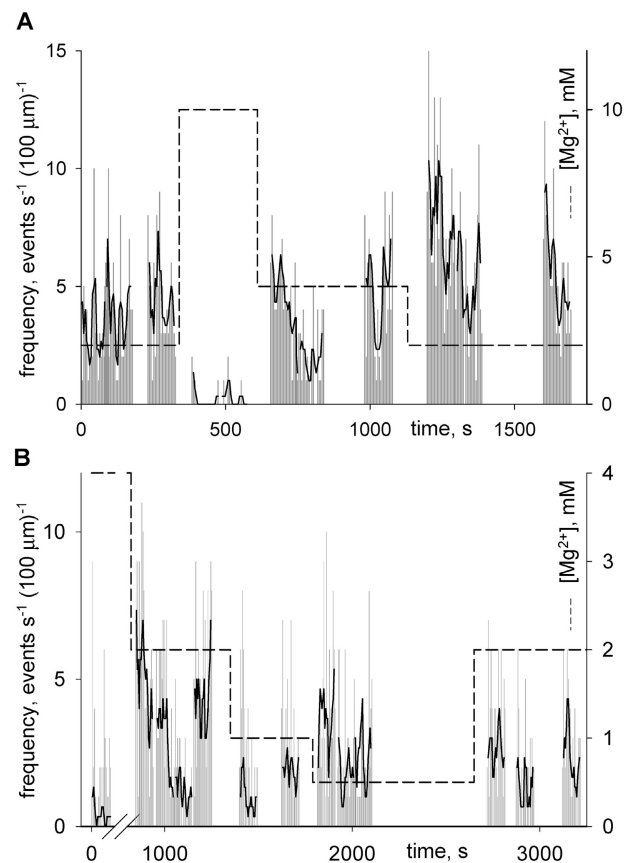 A
frequency, events s⁻¹ (100 µm)⁻¹
15
10
5
0
[Mg²⁺], mM
10
5
0
0 500 1000 time, s 1500
B
frequency, events s⁻¹ (100 µm)⁻¹
10
5
0
[Mg²⁺], mM
4
3
2
1
0
0 1000 2000 time, s 3000